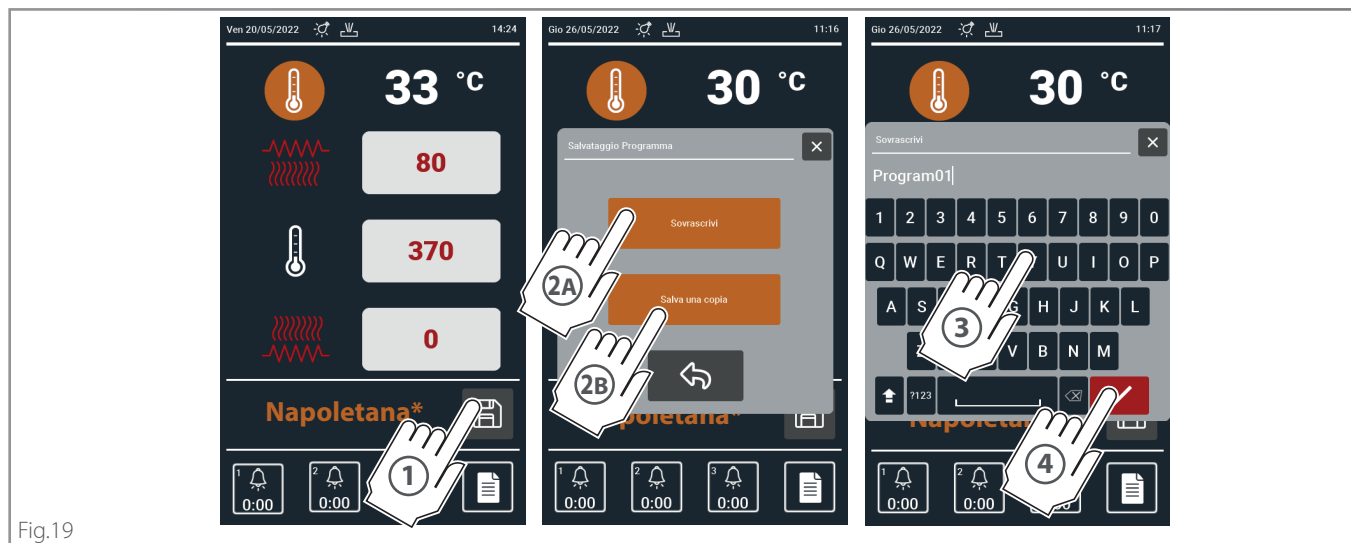 Ven 20/05/2022 14:24
33 °C
80
370
0
Napoletana*
1
1 0:00
2 0:00
Gio 26/05/2022 11:16
30 °C
Salvataggio Programma
×
Sovrascrivi
2A
Salva una copia
2B
poletana*
1 0:00
2 0:00
3 0:00
Gio 26/05/2022 11:17
30 °C
Sovrascrivi
×
Program01
1 2 3 4 5 6 7 8 9 0
Q W E R T U I O P
A S G H J K L
3
V B N M
?123
4
1 0:00
2 0:00
Fig.19